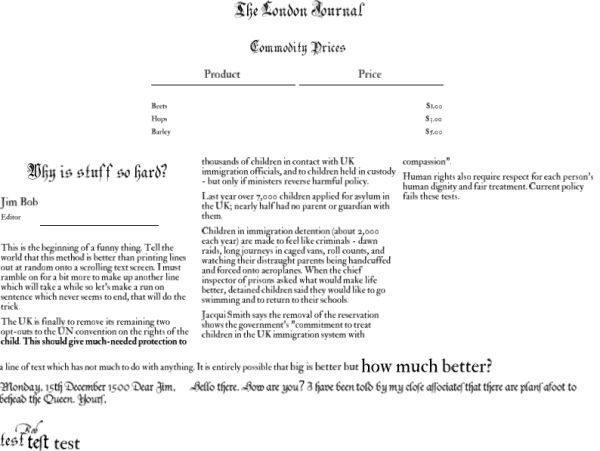 The London Journal
Commodity Prices
Product Price
Beets $1.00
Hops $3.00
Barley $5.00
Why is stuff so hard?
Jim Bob
Editor
This is the beginning of a funny thing. Tell the
world that this method is better than printing lines
out at random onto a scrolling text screen. I must
ramble on for a bit more to make up another line
which will take a while so let's make a run on
sentence which never seems to end, that will do the
trick.
The UK is finally to remove its remaining two
opt-outs to the UN convention on the rights of the
child. This should give much-needed protection to
thousands of children in contact with UK
immigration officials, and to children held in custody
- but only if ministers reverse harmful policy.
Last year over 7,000 children applied for asylum in
the UK; nearly half had no parent or guardian with
them.
Children in immigration detention (about 2,000
each year) are made to feel like criminals - dawn
raids, long journeys in caged vans, roll counts, and
watching their distraught parents being handcuffed
and forced onto aeroplanes. When the chief
inspector of prisons asked what would make life
better, detained children said they would like to go
swimming and to return to their schools.
Jacqui Smith says the removal of the reservation
shows the government's "commitment to treat
children in the UK immigration system with
compassion".
Human rights also require respect for each person's
human dignity and fair treatment. Current policy
fails these tests.
a line of text which has not much to do with anything. It is entirely possible that big is better but how much better?
Monday, 15th December 1500 Dear Jim, Hello there. How are you? I have been told by my close aſſociateſ that there are planſ afoot to
behead the Queen. Yourſ,
Bob
test teſt test